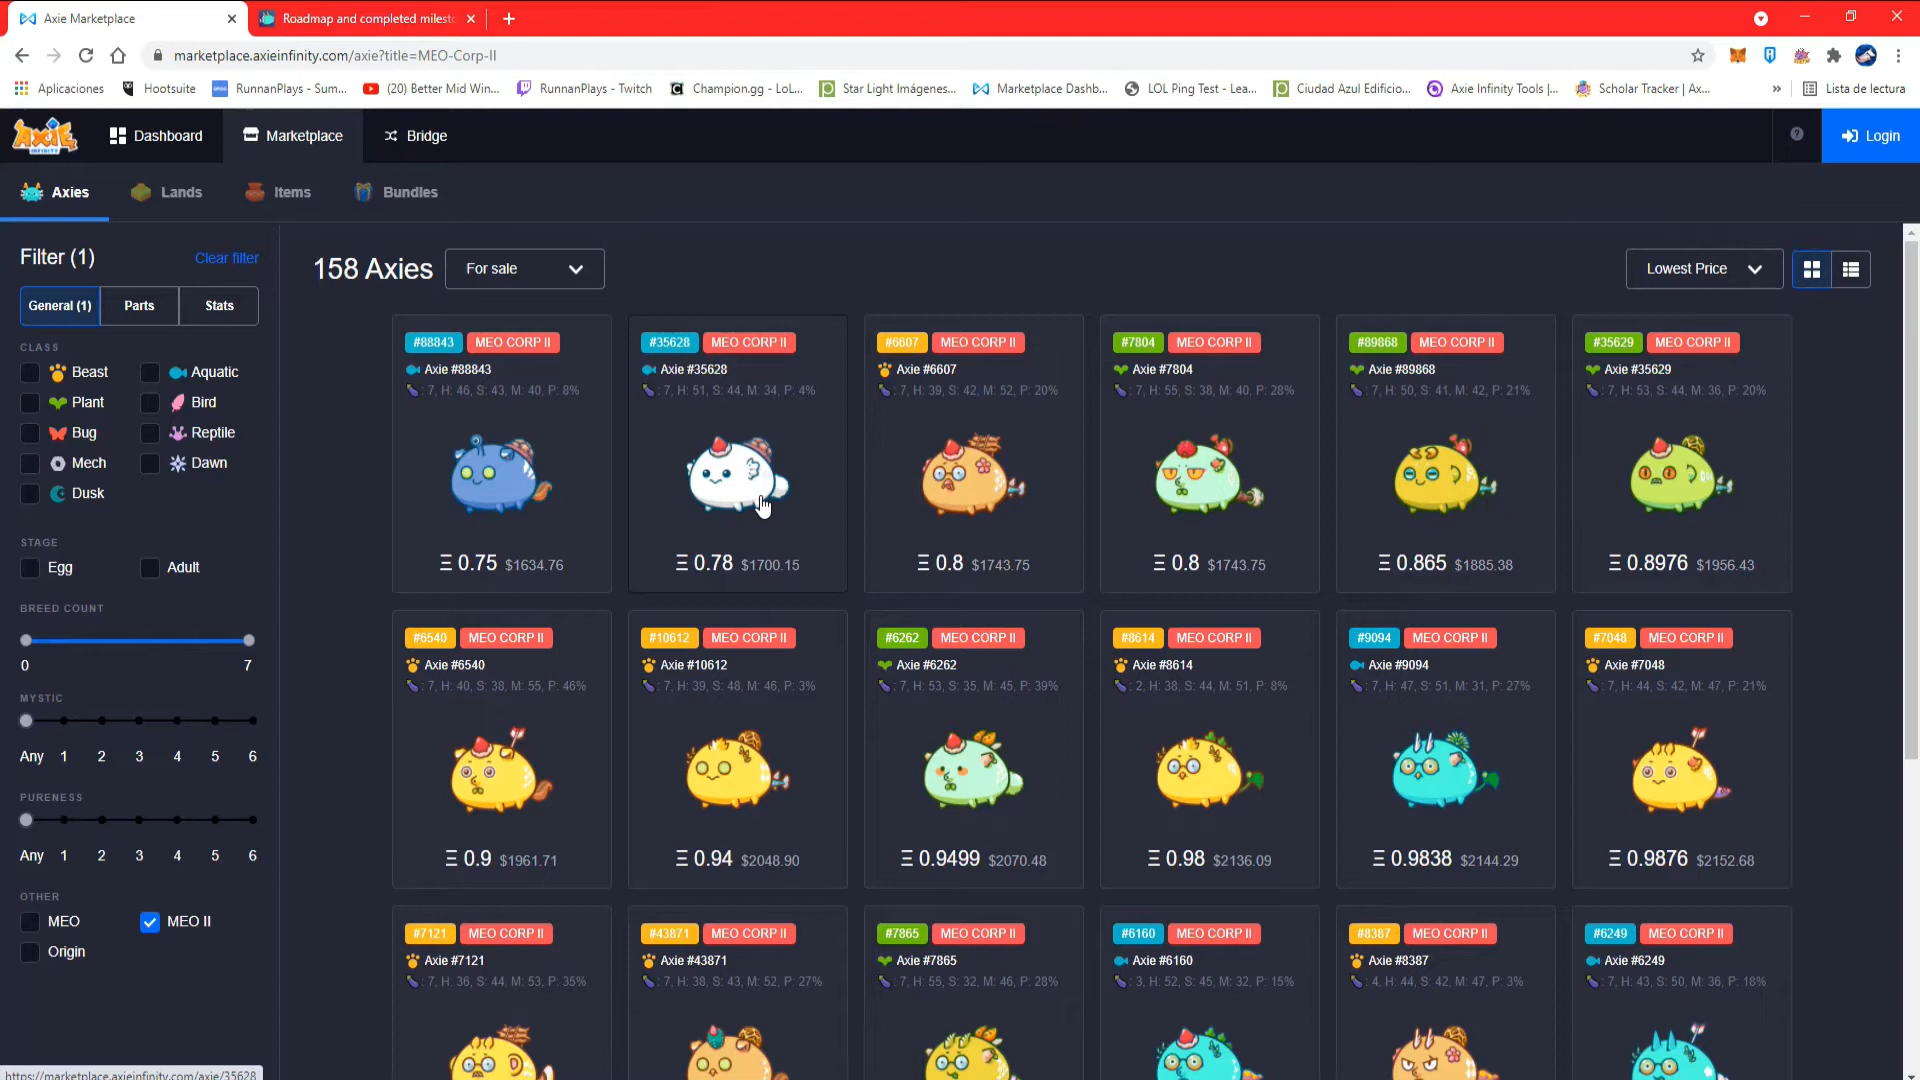 Axie Marketplace
Roadmap and completed milest
marketplace.axieinfinity.com/axie?title=MEO-Corp-II
Aplicaciones
Hootsuite
RunnanPlays - Sum...
(20) Better Mid Win...
RunnanPlays - Twitch
Champion.gg - LoL...
Star Light Imágenes...
Marketplace Dashb...
LOL Ping Test - Lea...
Ciudad Azul Edificio...
Axie Infinity Tools |...
Scholar Tracker | Ax...
»
Lista de lectura
AXIE INFINITY
Dashboard
Marketplace
Bridge
?
Login
Axies
Lands
Items
Bundles
Filter (1)
Clear filter
General (1)
Parts
Stats
CLASS
Beast
Aquatic
Plant
Bird
Bug
Reptile
Mech
Dawn
Dusk
STAGE
Egg
Adult
BREED COUNT
0
7
MYSTIC
Any 1 2 3 4 5 6
PURENESS
Any 1 2 3 4 5 6
OTHER
MEO
MEO II
Origin
158 Axies
For sale
Lowest Price
#88843 MEO CORP II
Axie #88843
: 7, H: 46, S: 43, M: 40, P: 8%
Ξ 0.75 $1634.76
#35628 MEO CORP II
Axie #35628
: 7, H: 51, S: 44, M: 34, P: 4%
Ξ 0.78 $1700.15
#6607 MEO CORP II
Axie #6607
: 7, H: 39, S: 42, M: 52, P: 20%
Ξ 0.8 $1743.75
#7804 MEO CORP II
Axie #7804
: 7, H: 55, S: 38, M: 40, P: 28%
Ξ 0.8 $1743.75
#89868 MEO CORP II
Axie #89868
: 7, H: 50, S: 41, M: 42, P: 21%
Ξ 0.865 $1885.38
#35629 MEO CORP II
Axie #35629
: 7, H: 53, S: 44, M: 36, P: 20%
Ξ 0.8976 $1956.43
#6540 MEO CORP II
Axie #6540
: 7, H: 40, S: 38, M: 55, P: 46%
Ξ 0.9 $1961.71
#10612 MEO CORP II
Axie #10612
: 7, H: 39, S: 48, M: 46, P: 3%
Ξ 0.94 $2048.90
#6262 MEO CORP II
Axie #6262
: 7, H: 53, S: 35, M: 45, P: 39%
Ξ 0.9499 $2070.48
#8614 MEO CORP II
Axie #8614
: 2, H: 38, S: 44, M: 51, P: 8%
Ξ 0.98 $2136.09
#9094 MEO CORP II
Axie #9094
: 7, H: 47, S: 51, M: 31, P: 27%
Ξ 0.9838 $2144.29
#7048 MEO CORP II
Axie #7048
: 7, H: 44, S: 42, M: 47, P: 21%
Ξ 0.9876 $2152.68
#7121 MEO CORP II
Axie #7121
: 7, H: 36, S: 44, M: 53, P: 35%
#43871 MEO CORP II
Axie #43871
: 7, H: 38, S: 43, M: 52, P: 27%
#7865 MEO CORP II
Axie #7865
: 7, H: 55, S: 32, M: 46, P: 28%
#6160 MEO CORP II
Axie #6160
: 3, H: 52, S: 45, M: 32, P: 15%
#8387 MEO CORP II
Axie #8387
: 4, H: 44, S: 42, M: 47, P: 3%
#6249 MEO CORP II
Axie #6249
: 7, H: 43, S: 50, M: 36, P: 18%
https://marketplace.axieinfinity.com/axie/35628